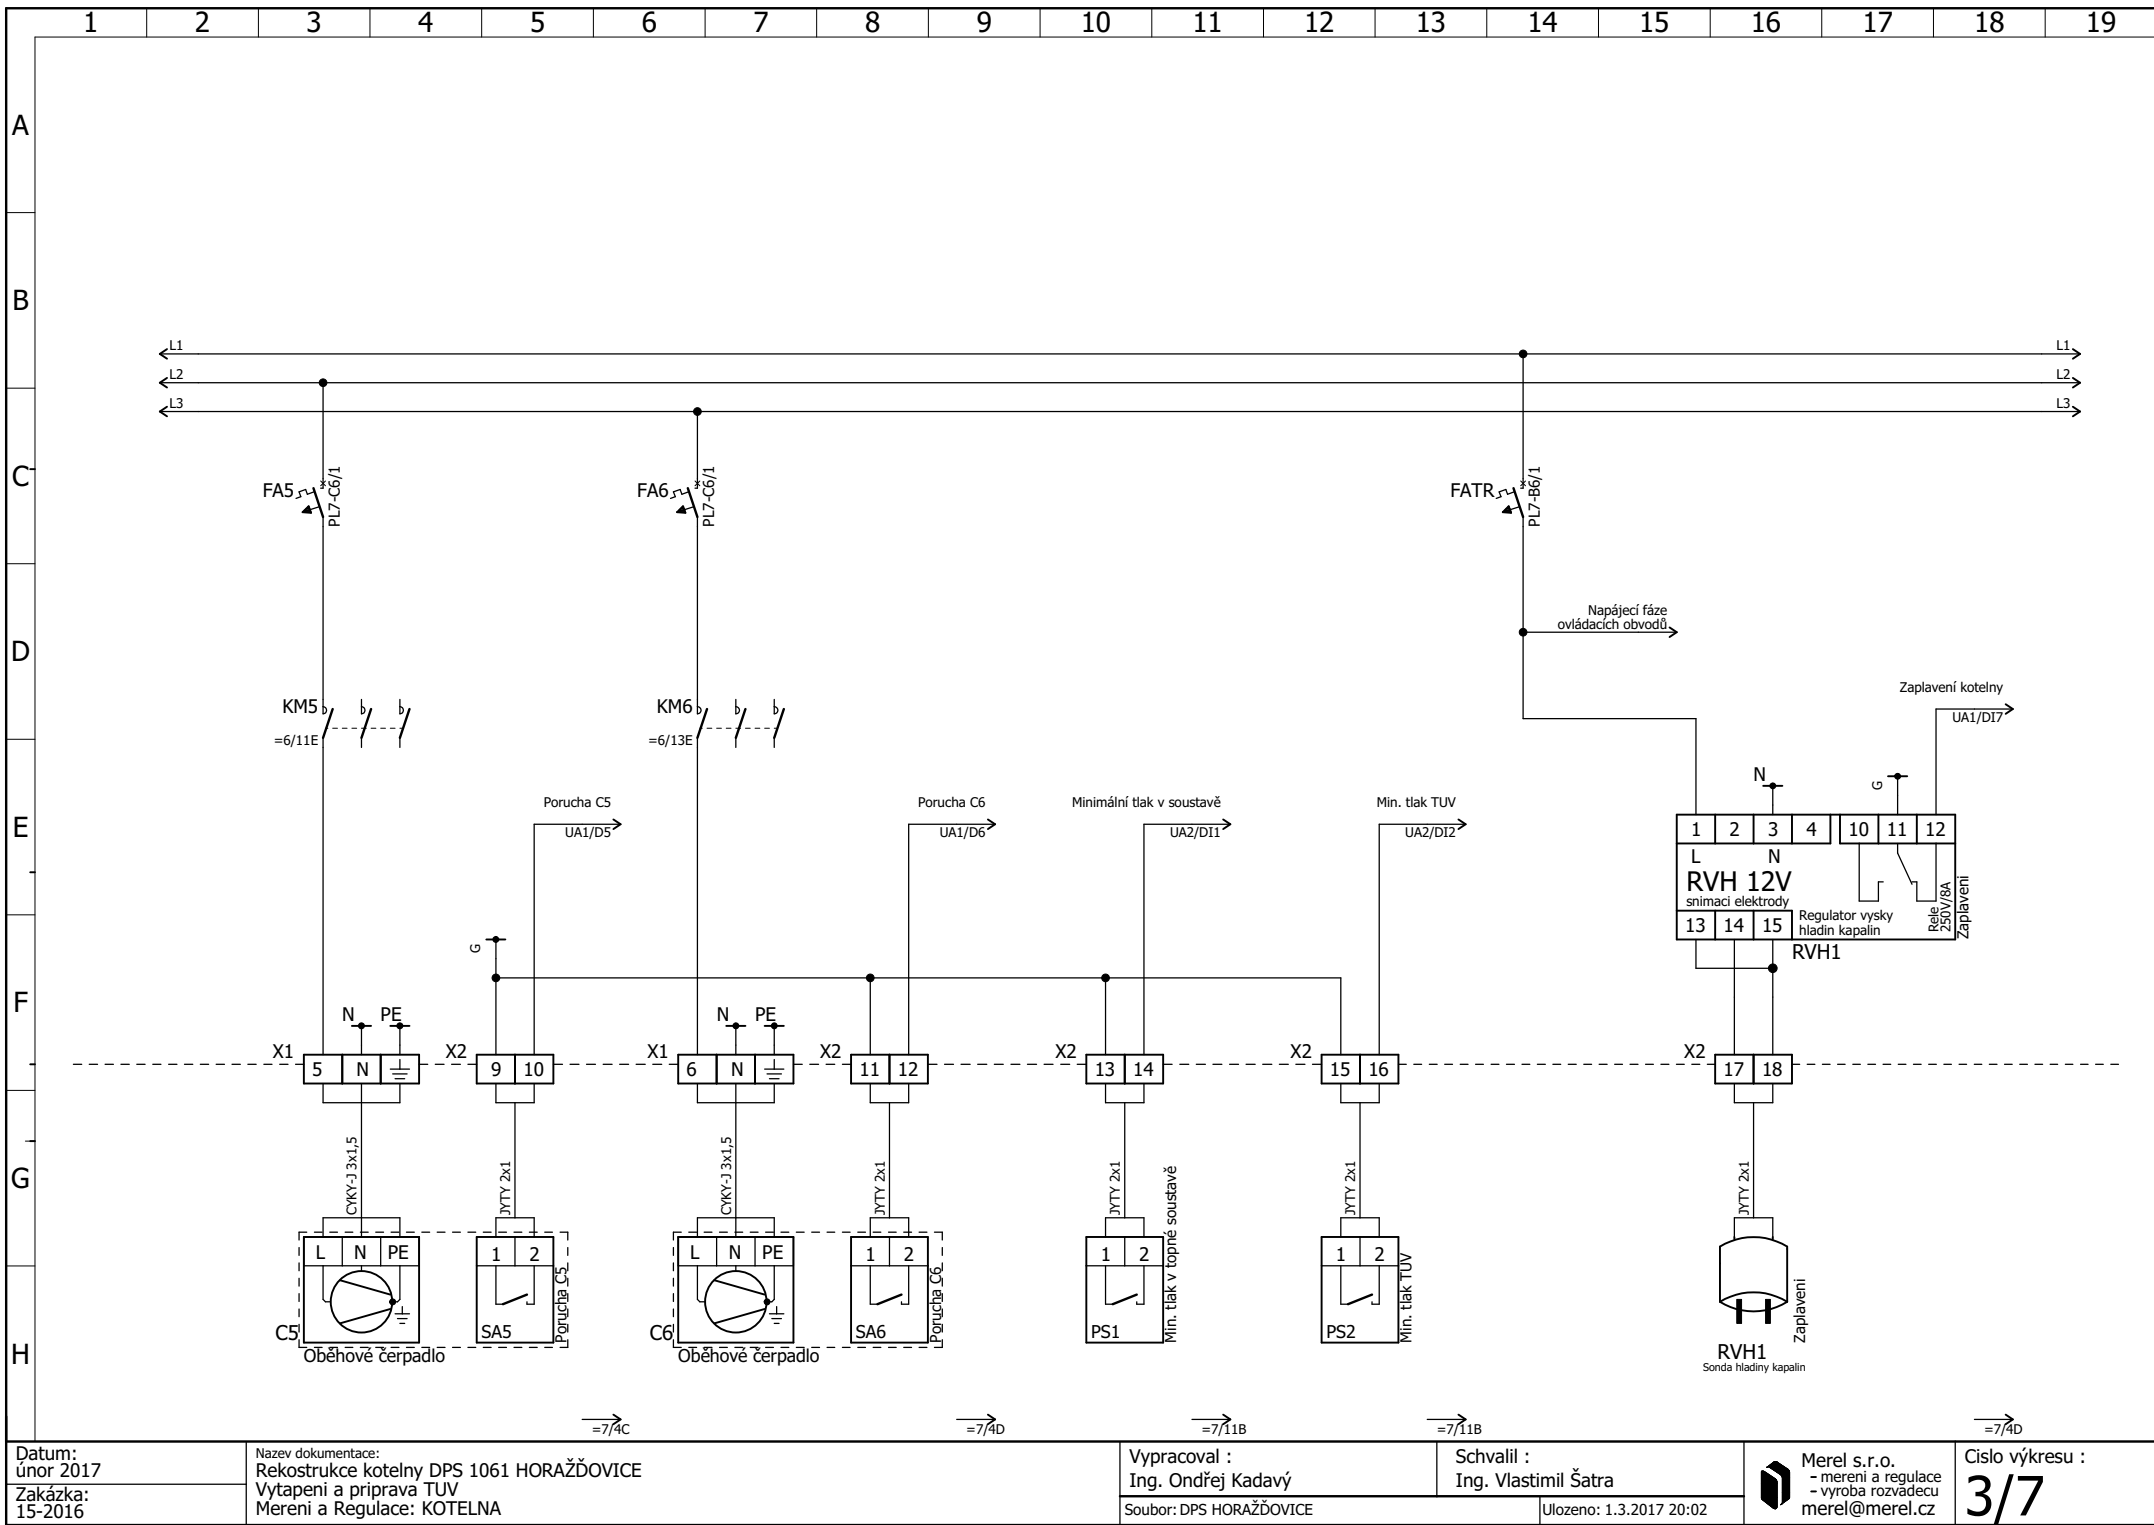 1 2 3 4 5 6 7 8 9 10 11 12 13 14 15 16 17 18 19
A
B
L1 L1
L2 L2
L3 L3
C
FA5 PL7-C6/1
FA6 PL7-C6/1
FATR PL7-B6/1
Napájecí fáze
ovládacích obvodů
D
KM5
=6/11E
KM6
=6/13E
Zaplavení kotelny
UA1/DI7
E
Porucha C5
UA1/D5
Porucha C6
UA1/D6
Minimální tlak v soustavě
UA2/DI1
Min. tlak TUV
UA2/DI2
N G
1 2 3 4 10 11 12
L N
RVH 12V
snimaci elektrody
13 14 15
Regulator vysky
hladin kapalin
Rele
250V/8A
Zaplaveni
RVH1
G
F
N PE
N PE
X1 5 N
X2 9 10
X1 6 N
X2 11 12
X2 13 14
X2 15 16
X2 17 18
G
CYKY-J 3x1,5
JYTY 2x1
CYKY-J 3x1,5
JYTY 2x1
JYTY 2x1
JYTY 2x1
JYTY 2x1
L N PE
1 2
L N PE
1 2
1 2
1 2
H
C5
SA5
Porucha C5
Oběhové čerpadlo
C6
SA6
Porucha C6
Oběhové čerpadlo
PS1
Min. tlak v topné soustavě
PS2
Min. tlak TUV
Zaplaveni
RVH1
Sonda hladiny kapalin
=7/4C
=7/4D
=7/11B
=7/11B
=7/4D
Datum:
únor 2017
Zakázka:
15-2016
Nazev dokumentace:
Rekostrukce kotelny DPS 1061 HORAŽĎOVICE
Vytapeni a priprava TUV
Mereni a Regulace: KOTELNA
Vypracoval :
Ing. Ondřej Kadavý
Schvalil :
Ing. Vlastimil Šatra
Soubor: DPS HORAŽĎOVICE
Ulozeno: 1.3.2017 20:02
Merel s.r.o.
- mereni a regulace
- vyroba rozvadecu
merel@merel.cz
Cislo výkresu :
3/7